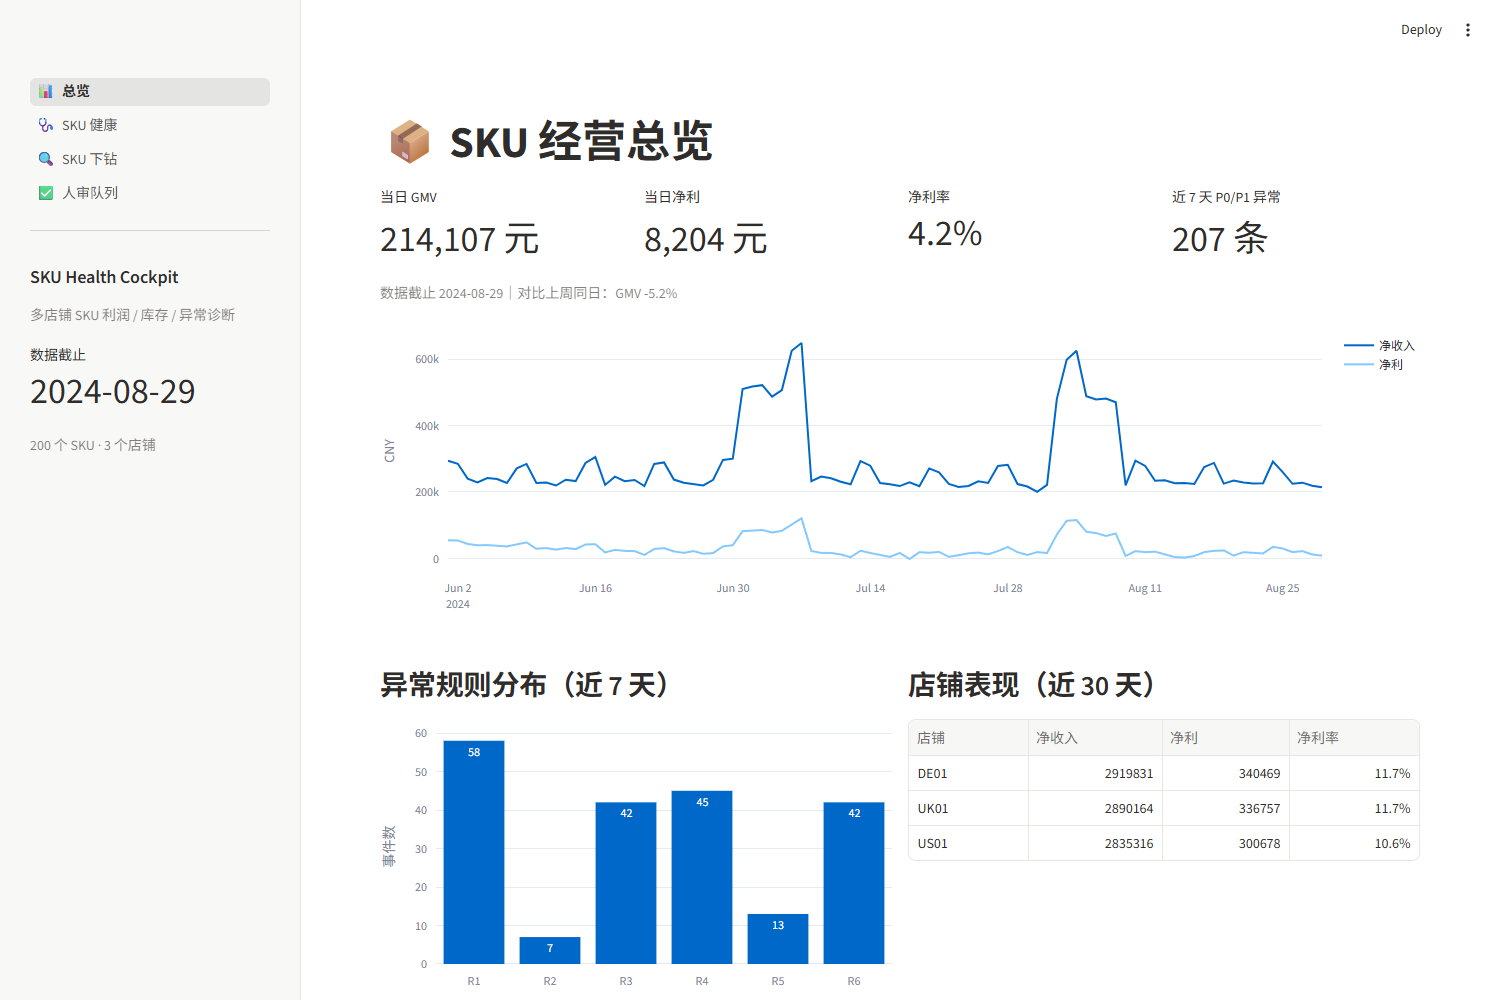 Deploy
总览
SKU 健康
SKU 下钻
人审队列
SKU Health Cockpit
多店铺 SKU 利润 / 库存 / 异常诊断
数据截止
2024-08-29
200 个 SKU · 3 个店铺
SKU 经营总览
当日 GMV
214,107 元
当日净利
8,204 元
净利率
4.2%
近 7 天 P0/P1 异常
207 条
数据截止 2024-08-29｜对比上周同日：GMV -5.2%
净收入
净利
CNY
600k
400k
200k
0
Jun 2
2024
Jun 16
Jun 30
Jul 14
Jul 28
Aug 11
Aug 25
异常规则分布（近 7 天）
事件数
60
50
40
30
20
10
0
58
7
42
45
13
42
R1
R2
R3
R4
R5
R6
店铺表现（近 30 天）
店铺 净收入 净利 净利率
DE01 2919831 340469 11.7%
UK01 2890164 336757 11.7%
US01 2835316 300678 10.6%